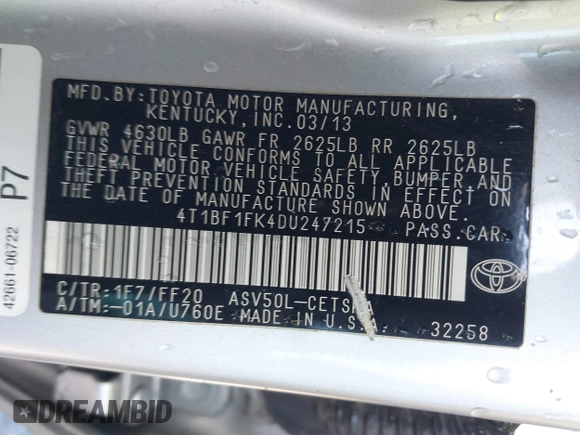 MFD.BY:TOYOTA MOTOR MANUFACTURING,
KENTUCKY,INC.03/13
GVWR 4630LB GAWR FR 2625LB RR 2625LB
THIS VEHICLE CONFORMS TO ALL APPLICABLE
FEDERAL MOTOR VEHICLE SAFETY, BUMPER, AND
THEFT PREVENTION STANDARDS IN EFFECT ON
THE DATE OF MANUFACTURE SHOWN ABOVE.
4T1BF1FK4DU247215 PASS.CAR
C/TR:1F7/FF20
A/TM:-01A/U760E MADE IN U.S.A.
32258
P7
42661-06722
TOYOTA
DREAMBID